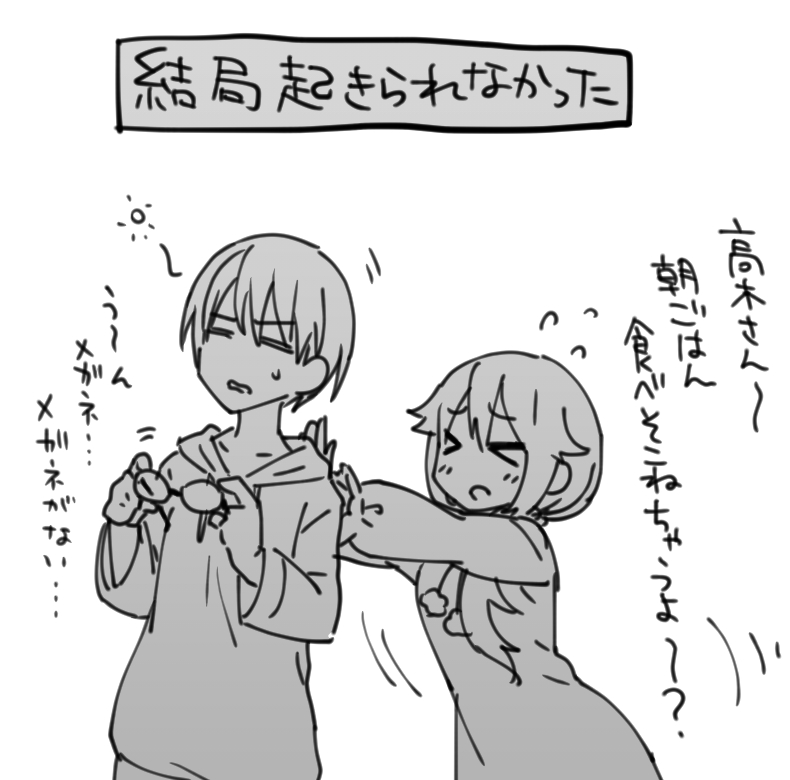 結局起きられなかった
高木さん〜
朝ごはん
食べそこねちゃうよ〜?
う〜ん
メガネ…
メガネがない…